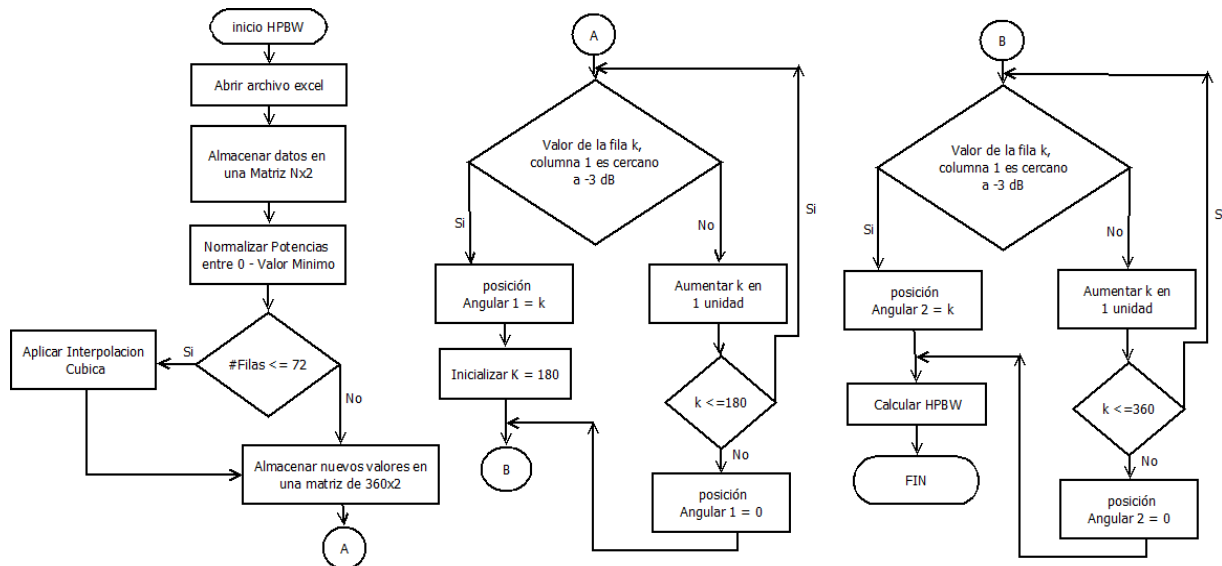 inicio HPBW
Abrir archivo excel
Almacenar datos en
una Matriz Nx2
Normalizar Potencias
entre 0 - Valor Minimo
#Filas <= 72
Si
Aplicar Interpolacion
Cubica
No
Almacenar nuevos valores en
una matriz de 360x2
A
A
Valor de la fila k,
columna 1 es cercano
a -3 dB
Si
No
Si
posición
Angular 1 = k
Aumentar k en
1 unidad
Inicializar K = 180
k <=180
B
No
posición
Angular 1 = 0
B
Valor de la fila k,
columna 1 es cercano
a -3 dB
Si
No
S
posición
Angular 2 = k
Aumentar k en
1 unidad
Calcular HPBW
k <=360
FIN
No
posición
Angular 2 = 0